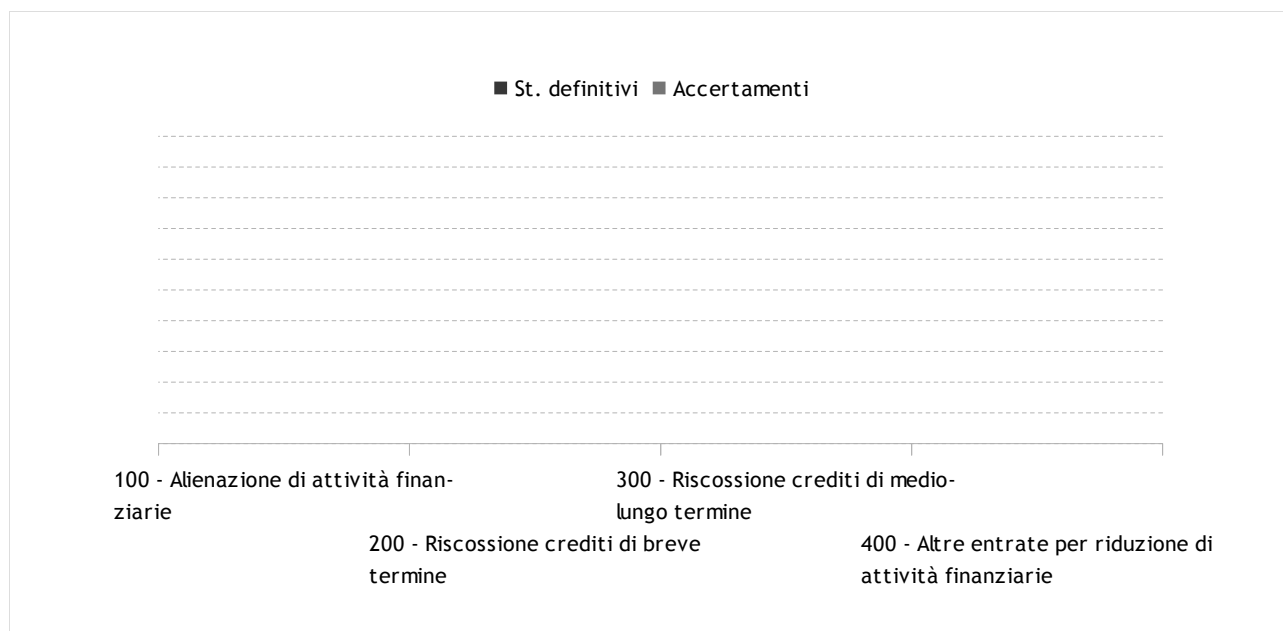 St. definitivi Accertamenti
100 - Alienazione di attività finan-
ziarie
200 - Riscossione crediti di breve
termine
300 - Riscossione crediti di medio-
lungo termine
400 - Altre entrate per riduzione di
attività finanziarie